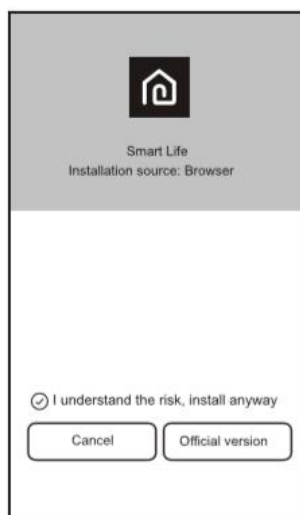 Smart Life
Installation source: Browser
I understand the risk, install anyway
Cancel
Official version